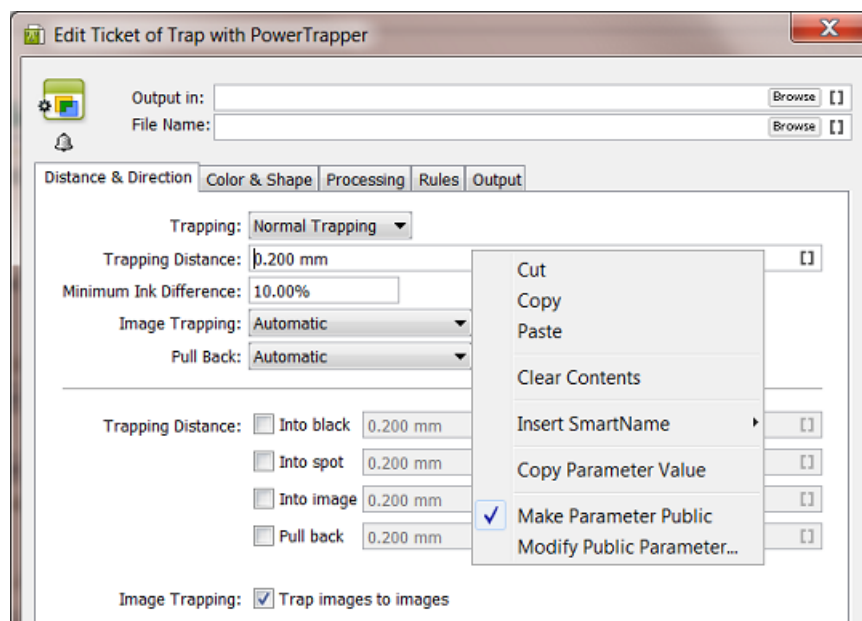 Edit Ticket of Trap with PowerTrapper
X
Output in: Browse []
File Name: Browse []
Distance & Direction Color & Shape Processing Rules Output
Trapping: Normal Trapping
Trapping Distance: 0.200 mm []
Minimum Ink Difference: 10.00%
Image Trapping: Automatic
Pull Back: Automatic
Cut
Copy
Paste
Clear Contents
Insert SmartName
Copy Parameter Value
Make Parameter Public
Modify Public Parameter...
Trapping Distance: Into black 0.200 mm []
Into spot 0.200 mm []
Into image 0.200 mm []
Pull back 0.200 mm []
Image Trapping: Trap images to images